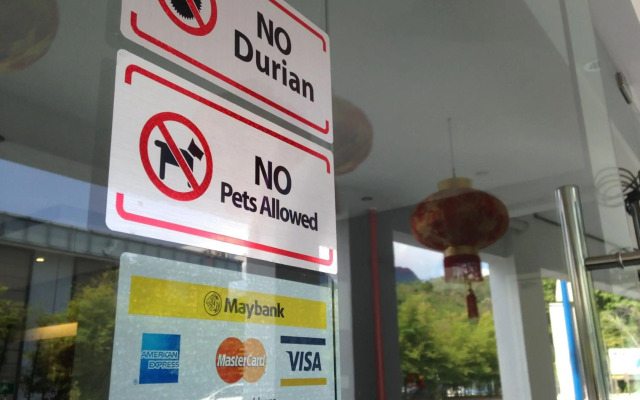 NO
Durian
NO
Pets Allowed
Maybank
AMERICAN
EXPRESS
MasterCard
VISA